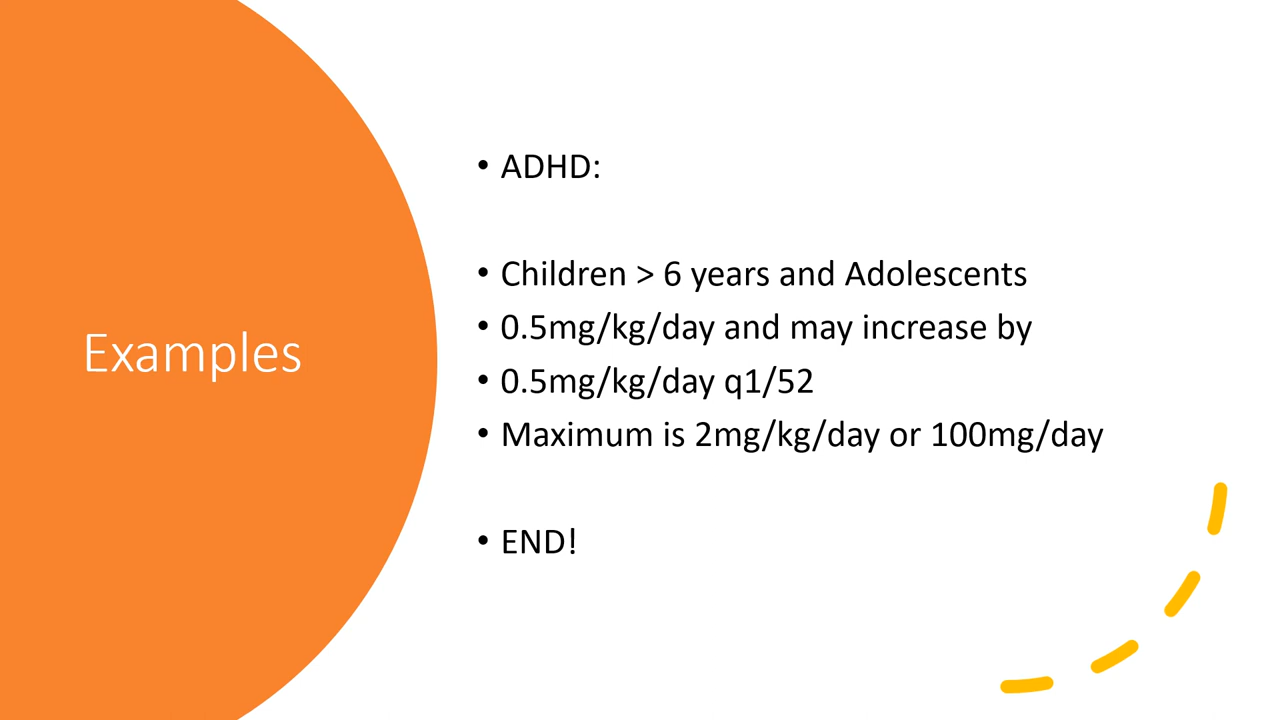 Examples
• ADHD:
• Children > 6 years and Adolescents
• 0.5mg/kg/day and may increase by
• 0.5mg/kg/day q1/52
• Maximum is 2mg/kg/day or 100mg/day
• END!